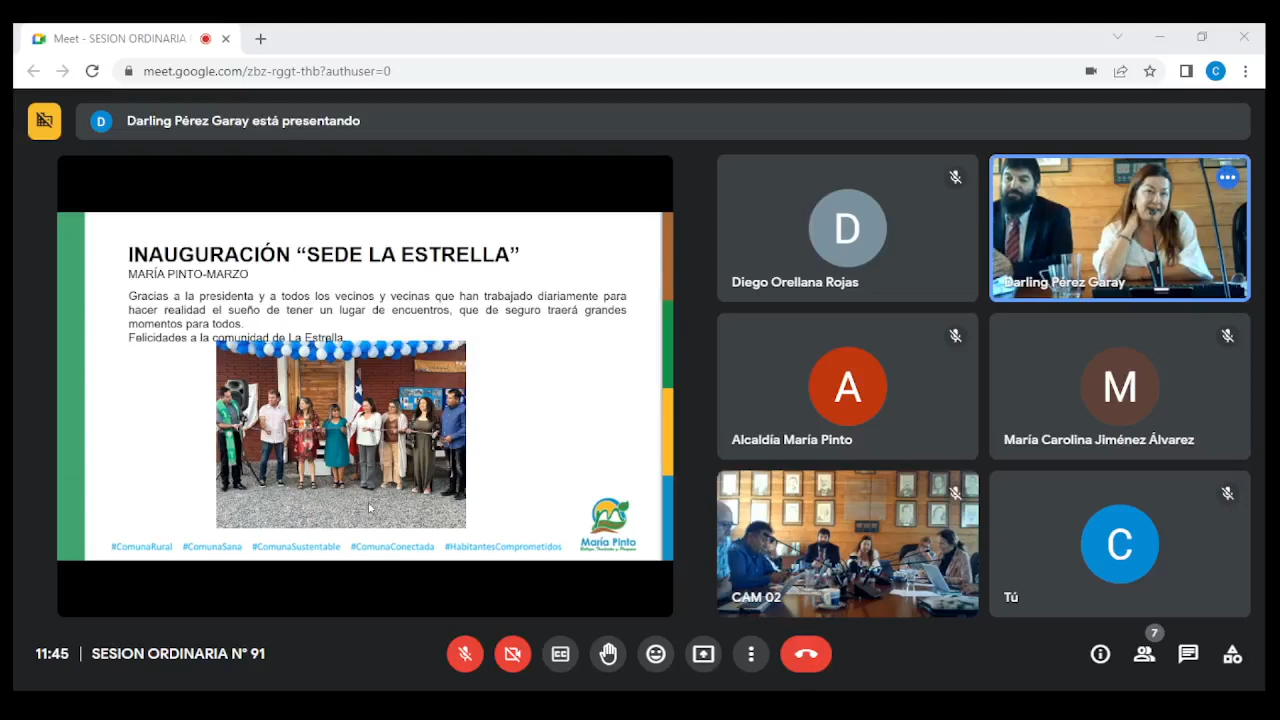 Meet - SESION ORDINARIA
meet.google.com/zbz-rggt-thb?authuser=0
C
D
Darling Pérez Garay está presentando
INAUGURACIÓN “SEDE LA ESTRELLA”
MARÍA PINTO-MARZO
Gracias a la presidenta y a todos los vecinos y vecinas que han trabajado diariamente para
hacer realidad el sueño de tener un lugar de encuentros, que de seguro traerá grandes
momentos para todos.
Felicidades a la comunidad de La Estrella.
María Pinto
#ComunaRural #ComunaSana #ComunaSustentable #ComunaConectada #HabitantesComprometidos
D
Diego Orellana Rojas
Darling Pérez Garay
A
Alcaldía María Pinto
M
María Carolina Jiménez Álvarez
CAM 02
C
Tú
11:45 | SESION ORDINARIA N° 91
7